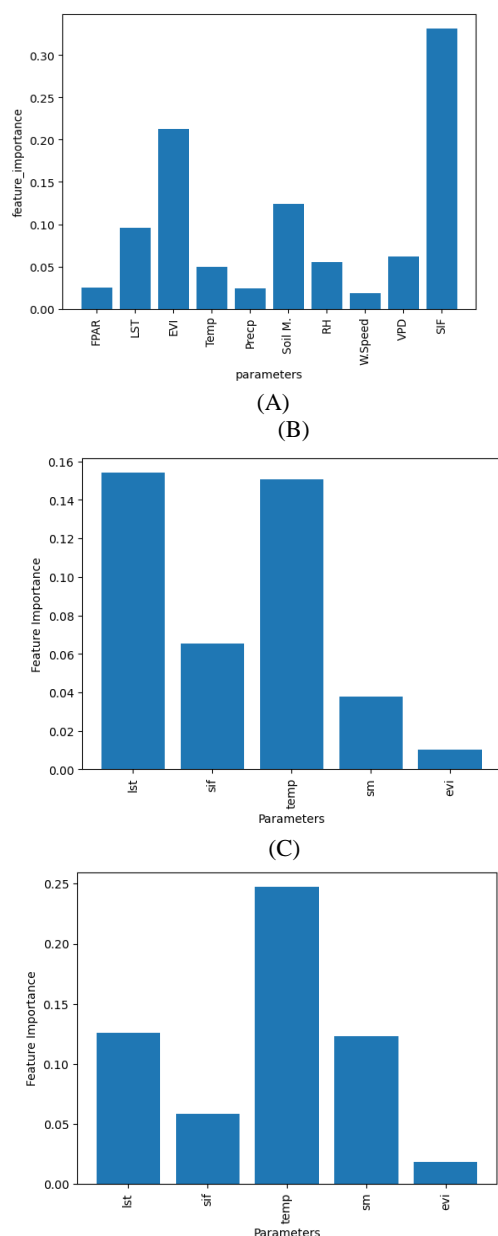 0.30
0.25
0.20
0.15
0.10
0.05
0.00
feature_importance
FPAR LST EVI Temp Precp Soil M. RH W.Speed VPD SIF
parameters
(A)
(B)
0.16
0.14
0.12
0.10
0.08
0.06
0.04
0.02
0.00
Feature Importance
lst sif temp sm evi
Parameters
(C)
0.25
0.20
0.15
0.10
0.05
0.00
Feature Importance
lst sif temp sm evi
Parameters